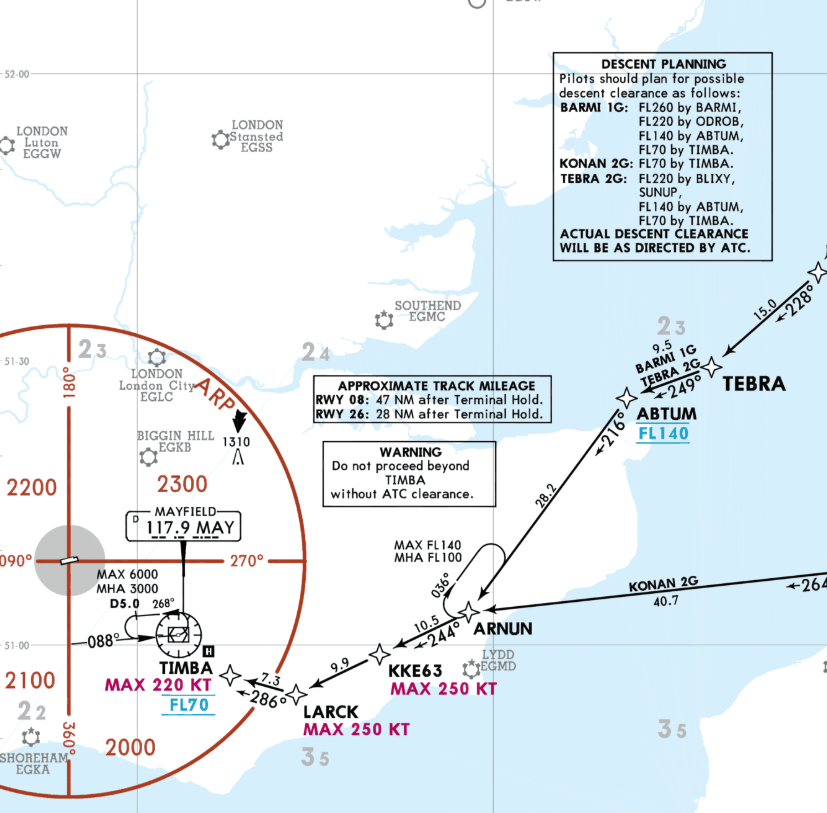 52-00
LONDON
Luton
EGGW
LONDON
Stansted
EGSS
DESCENT PLANNING
Pilots should plan for possible
descent clearance as follows:
BARMI 1G: FL260 by BARMI,
FL220 by ODROB,
FL140 by ABTUM,
FL70 by TIMBA.
KONAN 2G: FL70 by TIMBA.
TEBRA 2G: FL220 by BLIXY,
SUNUP,
FL140 by ABTUM,
FL70 by TIMBA.
ACTUAL DESCENT CLEARANCE
WILL BE AS DIRECTED BY ATC.
SOUTHEND
EGMC
15.0
228°
23
9.5
BARMI 1G
TEBRA 2G
249°
TEBRA
ABTUM
FL140
216°
28.2
51-30
23
24
180°
LONDON
London City
EGLC
ARP
1310
BIGGIN HILL
EGKB
APPROXIMATE TRACK MILEAGE
RWY 08: 47 NM after Terminal Hold.
RWY 26: 28 NM after Terminal Hold.
WARNING
Do not proceed beyond
TIMBA
without ATC clearance.
2200
2300
MAYFIELD
D 117.9 MAY
090°
270°
MAX FL140
MHA FL100
036°
MAX 6000
MHA 3000
D5.0
268°
088°
H
KONAN 2G
40.7
264
ARNUN
10.5
244°
51-00
LYDD
EGMD
KKE63
MAX 250 KT
9.9
TIMBA
MAX 220 KT
FL70
7.3
286°
LARCK
MAX 250 KT
2100
22
SHOREHAM
EGKA
360°
2000
35
35